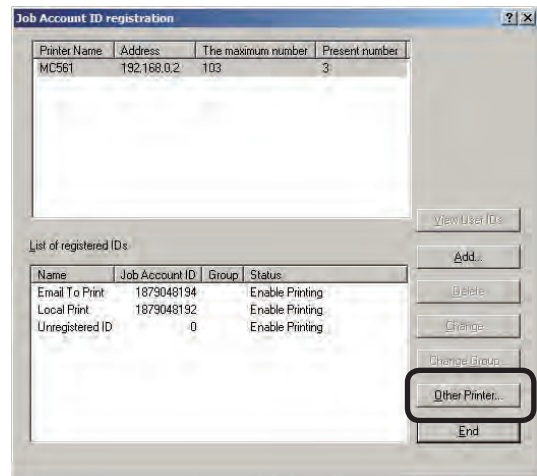 Job Account ID registration
Printer Name Address The maximum number Present number
MC561 192.168.0.2 103 3
View User IDs
List of registered IDs
Add...
Name Job Account ID Group Status
Email To Print 1879048194 Enable Printing
Delete
Local Print 1879048192 Enable Printing
Unregistered ID 0 Enable Printing
Change
Change Group
Other Printer...
End